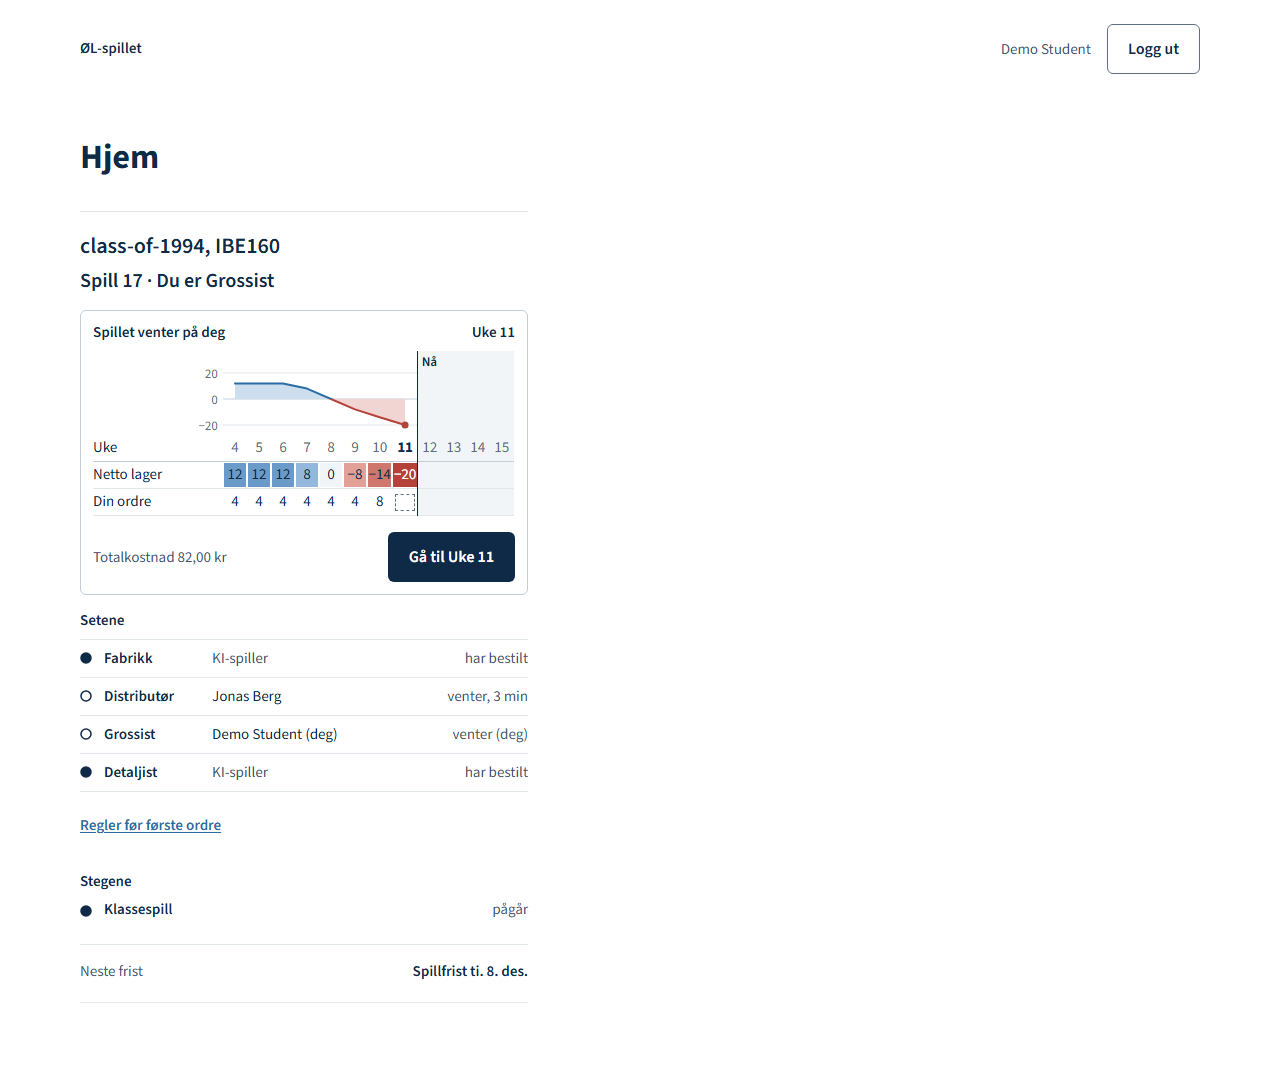 ØL-spillet
Demo Student
Logg ut
Hjem
class-of-1994, IBE160
Spill 17 · Du er Grossist
Spillet venter på deg Uke 11
Nå
20
0
−20
Uke 4 5 6 7 8 9 10 11 12 13 14 15
Netto lager 12 12 12 8 0 −8 −14 −20
Din ordre 4 4 4 4 4 4 8
Totalkostnad 82,00 kr
Gå til Uke 11
Setene
Fabrikk KI-spiller har bestilt
Distributør Jonas Berg venter, 3 min
Grossist Demo Student (deg) venter (deg)
Detaljist KI-spiller har bestilt
Regler før første ordre
Stegene
Klassespill pågår
Neste frist Spillfrist ti. 8. des.